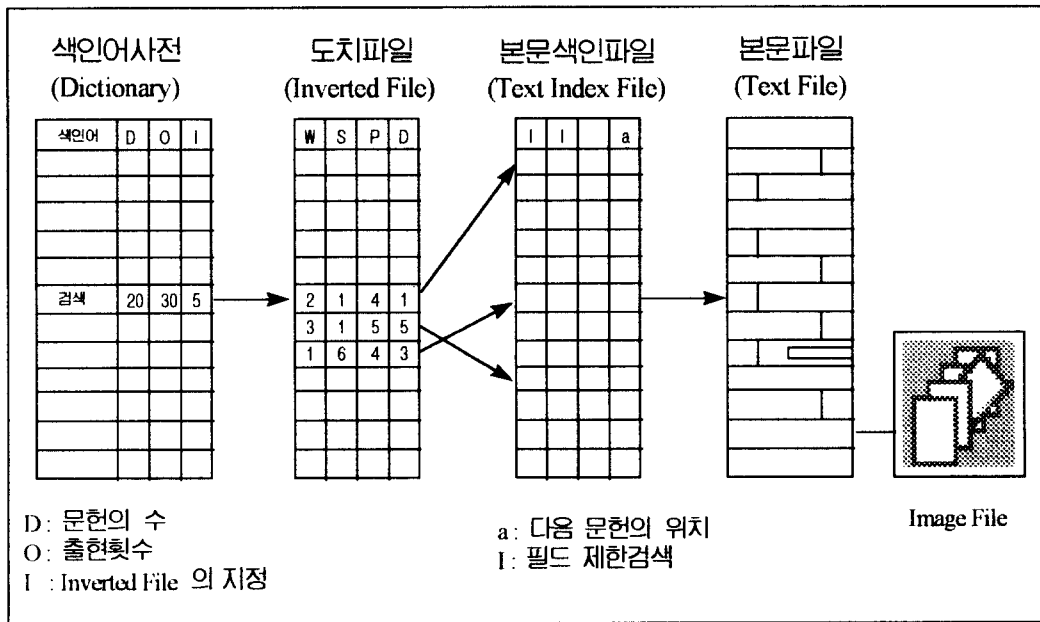 색인어사전 도치파일 본문색인파일 본문파일
(Dictionary) (Inverted File) (Text Index File) (Text File)
색인어 D O I W S P D I I a
검색 20 30 5 2 1 4 1
3 1 5 5
1 6 4 3
D : 문헌의 수
O : 출현횟수
I : Inverted File 의 지정
a : 다음 문헌의 위치
I : 필드 제한검색
Image File